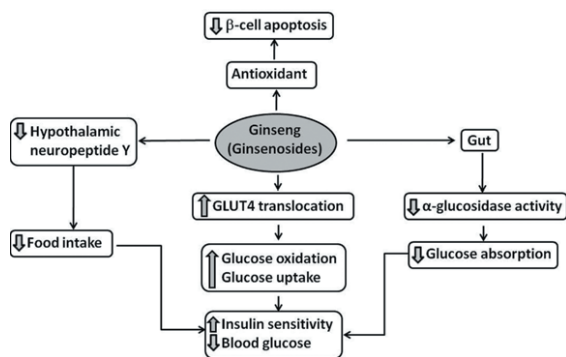 β-cell apoptosis
Antioxidant
Hypothalamic
neuropeptide Y
Ginseng
(Ginsenosides)
Gut
GLUT4 translocation
α-glucosidase activity
Food intake
Glucose oxidation
Glucose uptake
Glucose absorption
Insulin sensitivity
Blood glucose